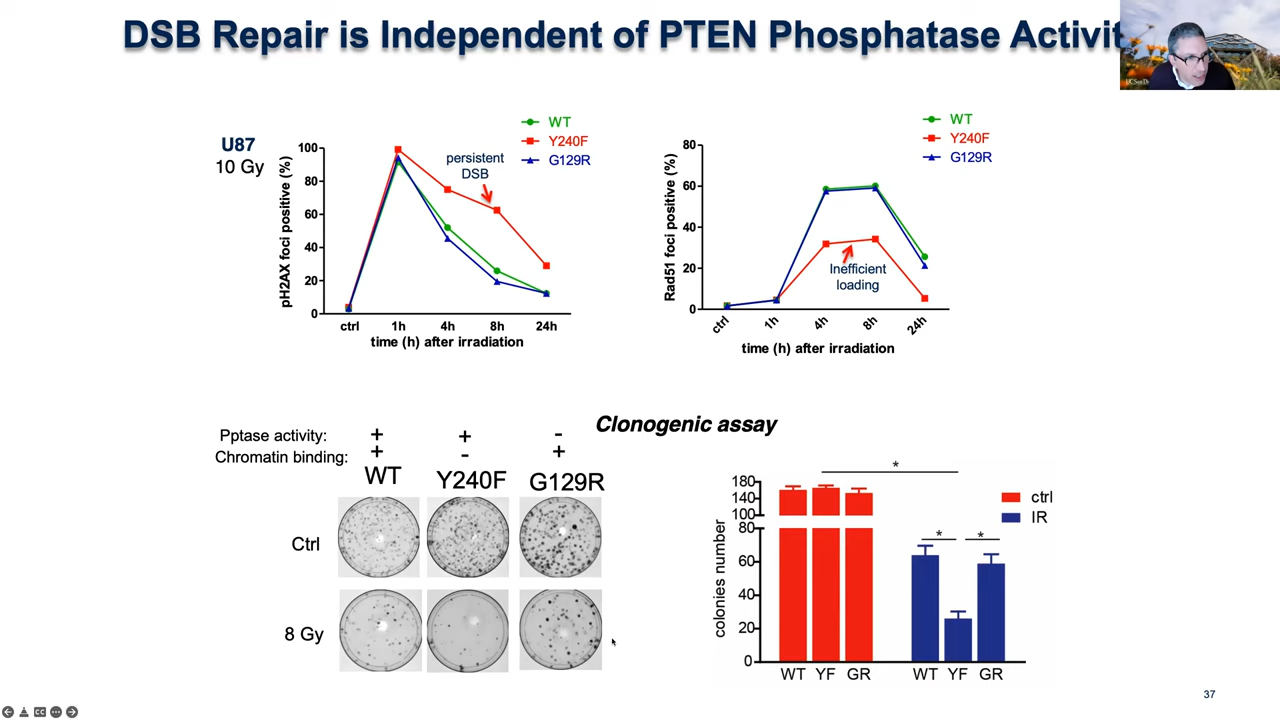 DSB Repair is Independent of PTEN Phosphatase Activit
UCSan Di
U87
10 Gy
WT
Y240F
G129R
persistent
DSB
pH2AX foci positive (%)
100
80
60
40
20
0
ctrl
1h
4h
8h
24h
time (h) after irradiation
WT
Y240F
G129R
Rad51 foci positive (%)
80
60
40
20
0
Inefficient
loading
ctrl
1h
4h
8h
24h
time (h) after irradiation
Clonogenic assay
Pptase activity: + + -
Chromatin binding: + - +
WT Y240F G129R
Ctrl
8 Gy
colonies number
180
140
100
80
60
40
20
0
*
* *
ctrl
IR
WT YF GR WT YF GR
37
CC